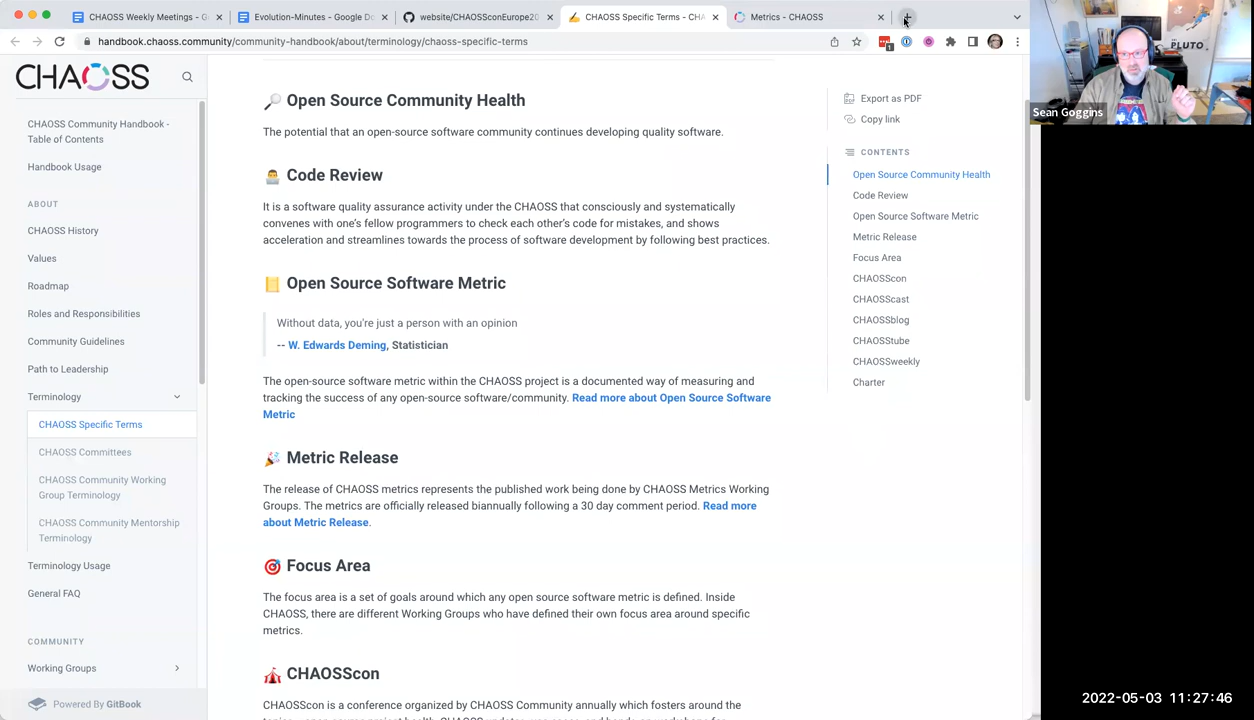 CHAOSS Weekly Meetings - G
Evolution-Minutes - Google Do
website/CHAOSSconEurope20
CHAOSS Specific Terms - CHA
Metrics - CHAOSS
handbook.chaoss.community/community-handbook/about/terminology/chaoss-specific-terms
CHAOSS
CHAOSS Community Handbook -
Table of Contents
Handbook Usage
ABOUT
CHAOSS History
Values
Roadmap
Roles and Responsibilities
Community Guidelines
Path to Leadership
Terminology
CHAOSS Specific Terms
CHAOSS Committees
CHAOSS Community Working
Group Terminology
CHAOSS Community Mentorship
Terminology
Terminology Usage
General FAQ
COMMUNITY
Working Groups
Powered By GitBook
Open Source Community Health
The potential that an open-source software community continues developing quality software.
Code Review
It is a software quality assurance activity under the CHAOSS that consciously and systematically
convenes with one's fellow programmers to check each other's code for mistakes, and shows
acceleration and streamlines towards the process of software development by following best practices.
Open Source Software Metric
Without data, you're just a person with an opinion
-- W. Edwards Deming, Statistician
The open-source software metric within the CHAOSS project is a documented way of measuring and
tracking the success of any open-source software/community. Read more about Open Source Software
Metric
Metric Release
The release of CHAOSS metrics represents the published work being done by CHAOSS Metrics Working
Groups. The metrics are officially released biannually following a 30 day comment period. Read more
about Metric Release.
Focus Area
The focus area is a set of goals around which any open source software metric is defined. Inside
CHAOSS, there are different Working Groups who have defined their own focus area around specific
metrics.
CHAOSScon
CHAOSScon is a conference organized by CHAOSS Community annually which fosters around the
Export as PDF
Copy link
CONTENTS
Open Source Community Health
Code Review
Open Source Software Metric
Metric Release
Focus Area
CHAOSScon
CHAOSScast
CHAOSSblog
CHAOSStube
CHAOSSweekly
Charter
1
PLUTO
Sean Goggins
2022-05-03 11:27:46